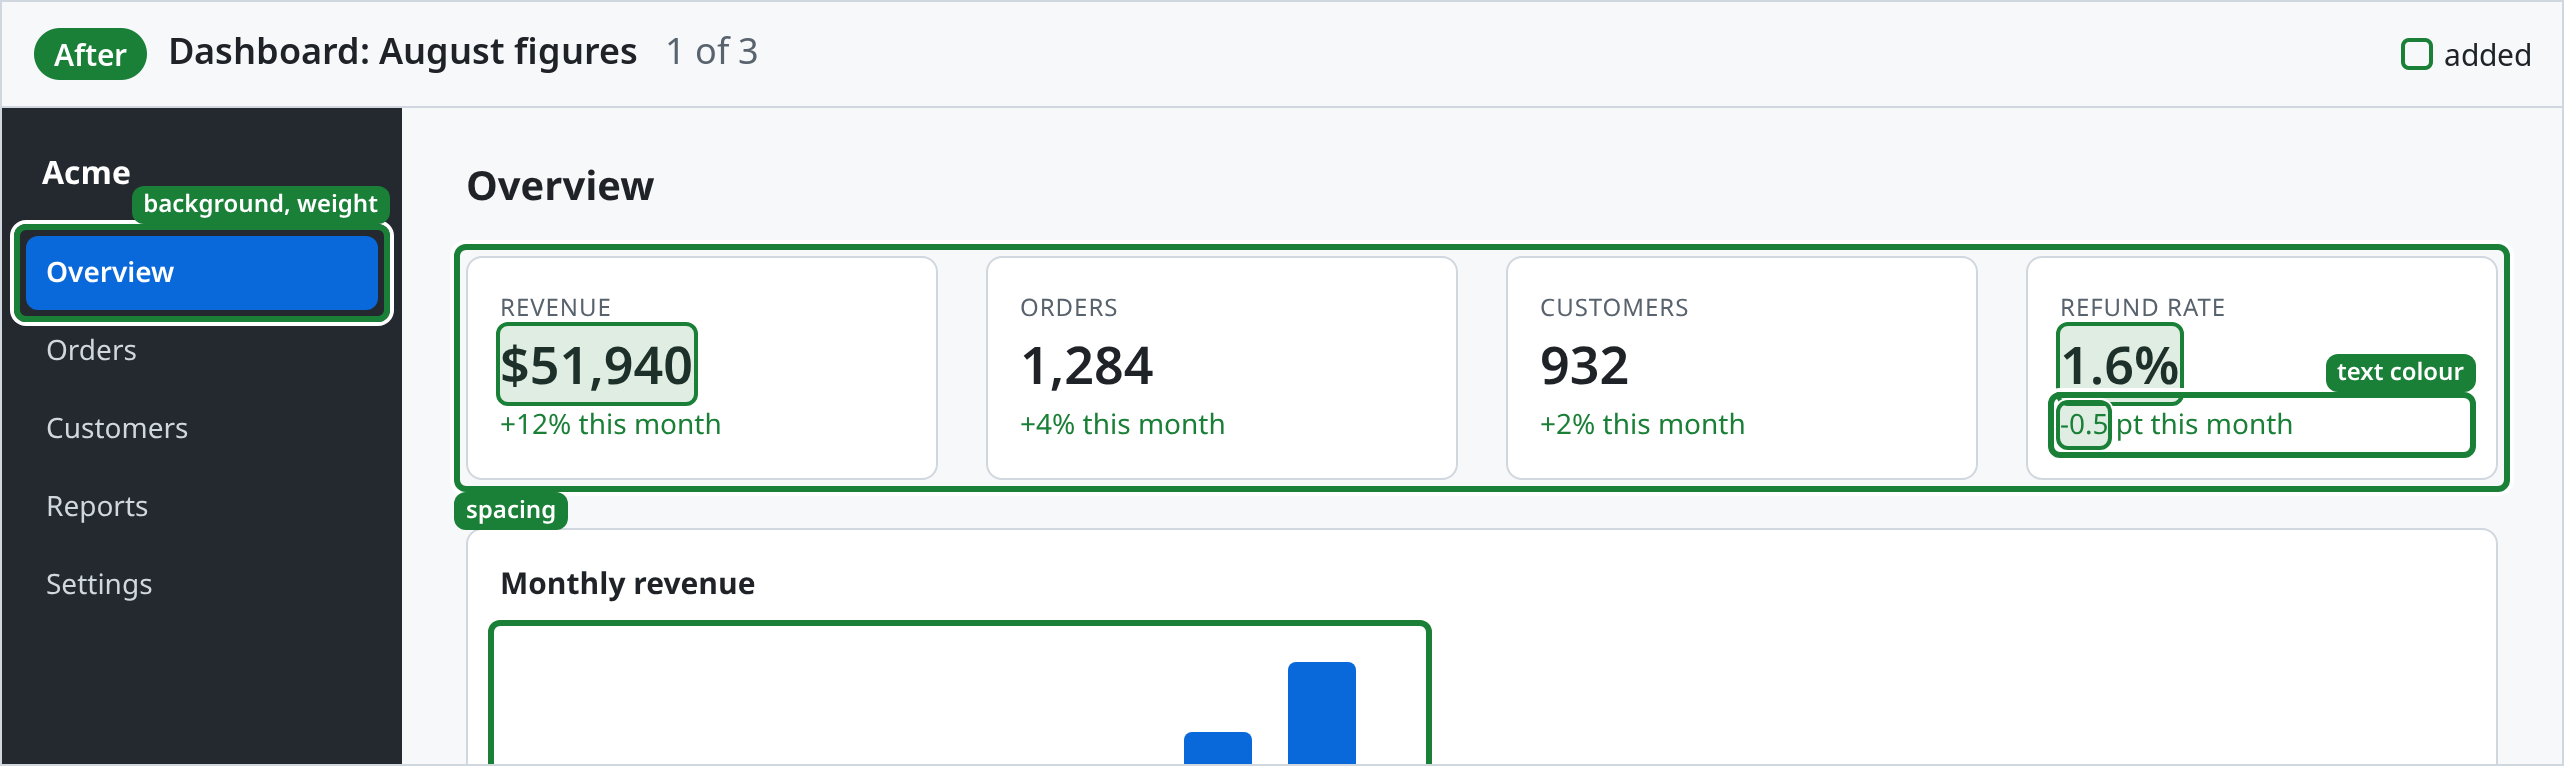 After Dashboard: August figures 1 of 3
added
Acme
background, weight
Overview
Orders
Customers
Reports
Settings
Overview
REVENUE
$51,940
+12% this month
ORDERS
1,284
+4% this month
CUSTOMERS
932
+2% this month
REFUND RATE
1.6%
text colour
-0.5 pt this month
spacing
Monthly revenue